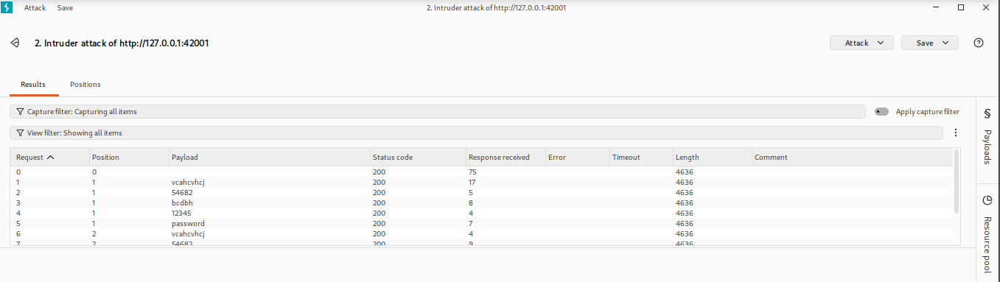 Attack Save 2. Intruder attack of http://127.0.0.1:42001
2. Intruder attack of http://127.0.0.1:42001 Attack Save
Results Positions
Capture filter: Capturing all items Apply capture filter
View filter: Showing all items
Request Position Payload Status code Response received Error Timeout Length Comment
0 0 200 75 4636
1 1 vcahcvhcj 200 17 4636
2 1 54682 200 5 4636
3 1 bcdbh 200 8 4636
4 1 12345 200 4 4636
5 1 password 200 7 4636
6 2 vcahcvhcj 200 4 4636
7 2 54682 200 9 4636
Payloads
Resource pool